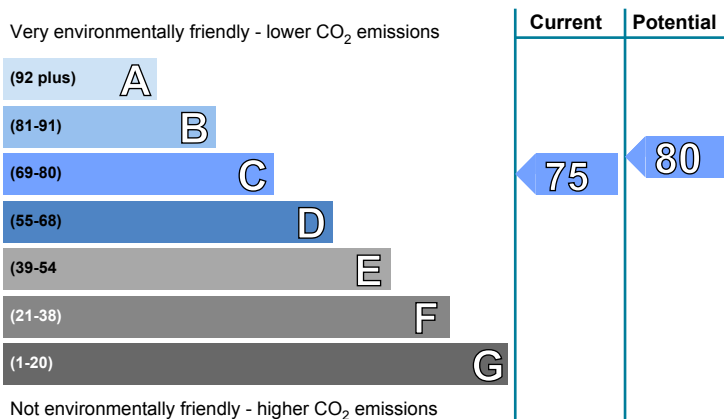 Current Potential
Very environmentally friendly - lower CO2 emissions
(92 plus) A
(81-91) B
(69-80) C
75
80
(55-68) D
(39-54 E
(21-38) F
(1-20) G
Not environmentally friendly - higher CO2 emissions